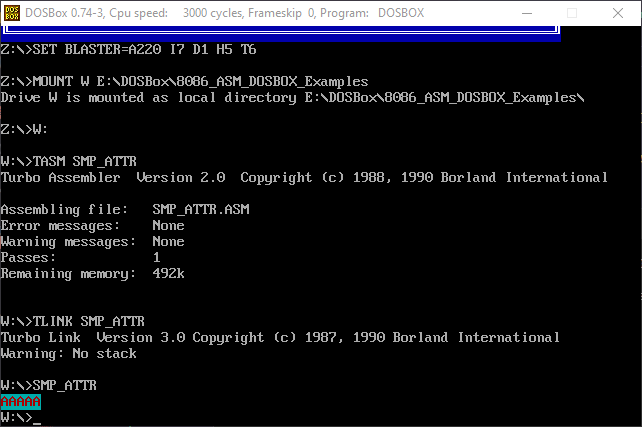 DOSBox 0.74-3, Cpu speed:    3000 cycles, Frameskip  0, Program:   DOSBOX
Z:\>SET BLASTER=A220 I7 D1 H5 T6
Z:\>MOUNT W E:\DOSBox\8086_ASM_DOSBOX_Examples
Drive W is mounted as local directory E:\DOSBox\8086_ASM_DOSBOX_Examples\
Z:\>W:
W:\>TASM SMP_ATTR
Turbo Assembler  Version 2.0  Copyright (c) 1988, 1990 Borland International
Assembling file:   SMP_ATTR.ASM
Error messages:    None
Warning messages:  None
Passes:            1
Remaining memory:  492k
W:\>TLINK SMP_ATTR
Turbo Link  Version 3.0 Copyright (c) 1987, 1990 Borland International
Warning: No stack
W:\>SMP_ATTR
AAAAA
W:\>_